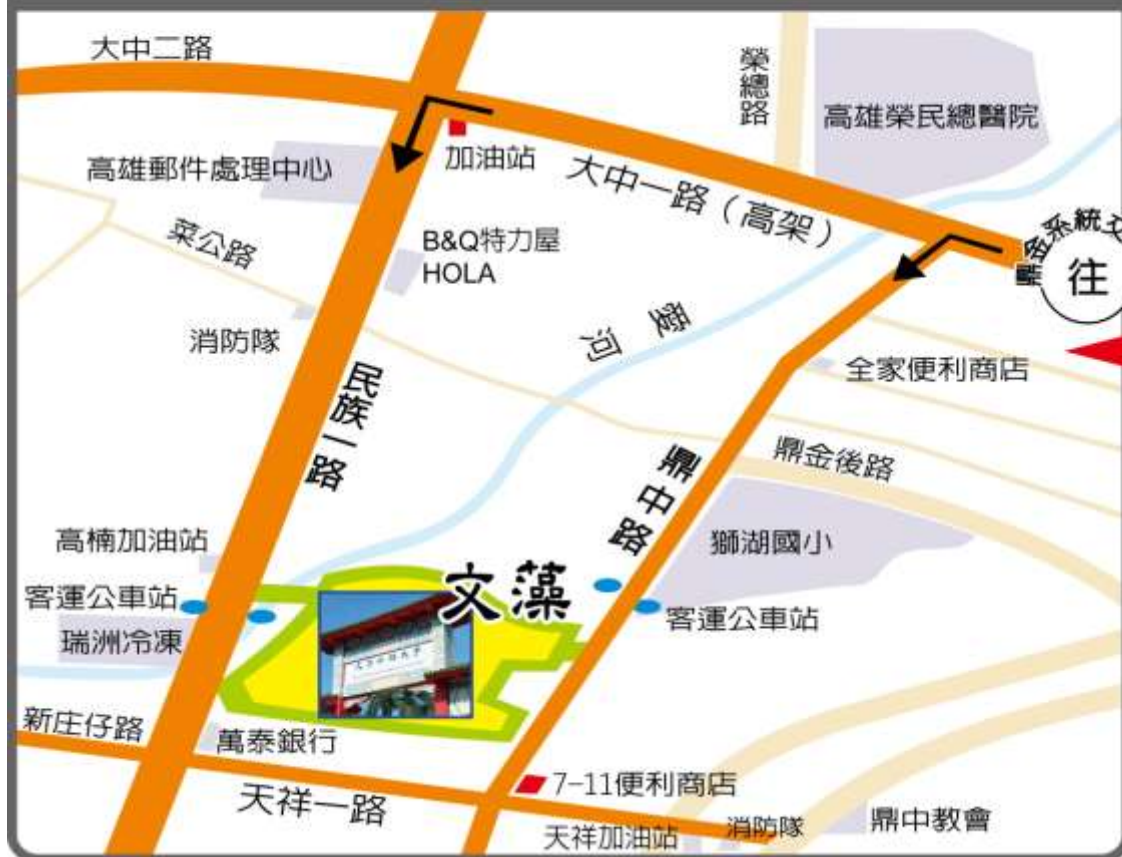 大中二路
榮總路
高雄榮民總醫院
加油站
高雄郵件處理中心
大中一路（高架）
鼎金系統交
往
菜公路
B&Q特力屋
HOLA
愛河
消防隊
全家便利商店
民族一路
鼎中路
鼎金後路
獅湖國小
高楠加油站
文藻
客運公車站
客運公車站
瑞洲冷凍
新庄仔路
萬泰銀行
7-11便利商店
天祥一路
天祥加油站
消防隊
鼎中教會